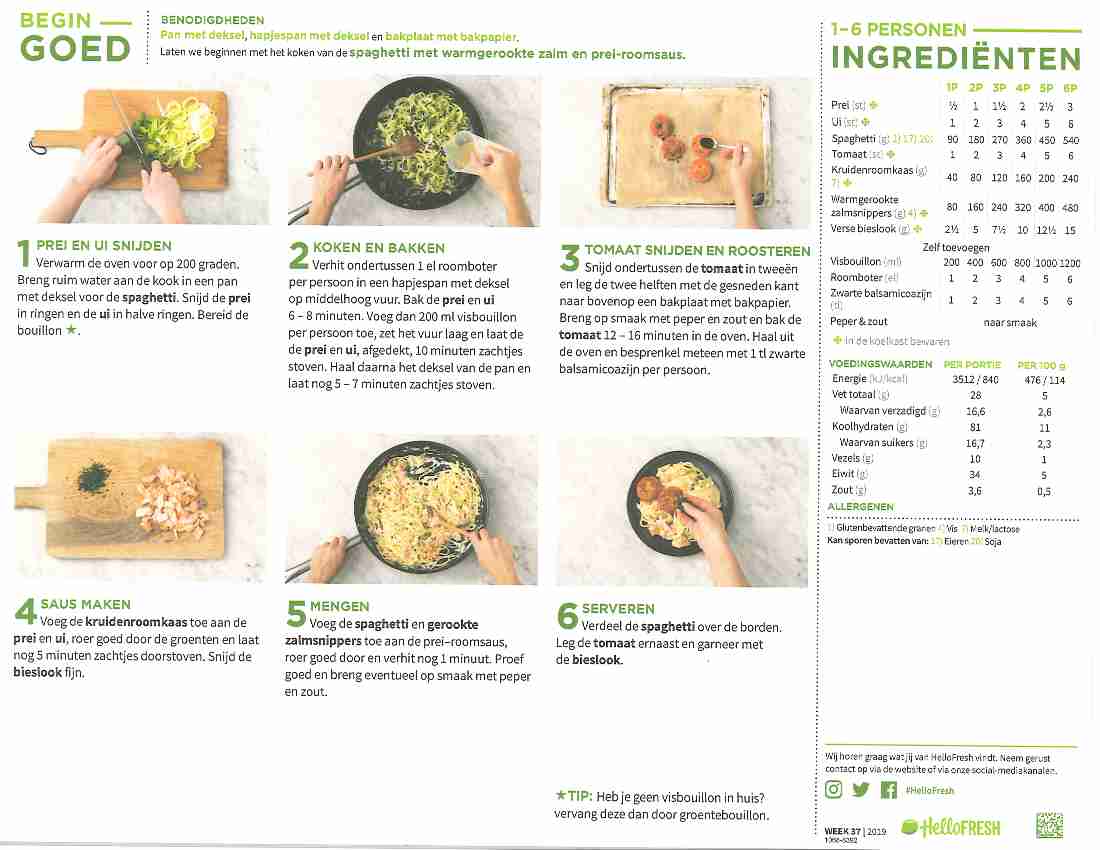 BEGIN
GOED
BENODIGDHEDEN
Pan met deksel, hapjespan met deksel en bakplaat met bakpapier.
Laten we beginnen met het koken van de spaghetti met warmgerookte zalm en prei-roomsaus.
1 PREI EN UI SNIJDEN
Verwarm de oven voor op 200 graden.
Breng ruim water aan de kook in een pan
met deksel voor de spaghetti. Snijd de prei
in ringen en de ui in halve ringen. Bereid de
bouillon ★.
2 KOKEN EN BAKKEN
Verhit ondertussen 1 el roomboter
per persoon in een hapjespan met deksel
op middelhoog vuur. Bak de prei en ui
6 – 8 minuten. Voeg dan 200 ml visbouillon
per persoon toe, zet het vuur laag en laat de
de prei en ui, afgedekt, 10 minuten zachtjes
stoven. Haal daarna het deksel van de pan en
laat nog 5 – 7 minuten zachtjes stoven.
3 TOMAAT SNIJDEN EN ROOSTEREN
Snijd ondertussen de tomaat in tweeën
en leg de twee helften met de gesneden kant
naar bovenop een bakplaat met bakpapier.
Breng op smaak met peper en zout en bak de
tomaat 12 – 16 minuten in de oven. Haal uit
de oven en besprenkel meteen met 1 tl zwarte
balsamicoazijn per persoon.
4 SAUS MAKEN
Voeg de kruidenroomkaas toe aan de
prei en ui, roer goed door de groenten en laat
nog 5 minuten zachtjes doorstoven. Snijd de
bieslook fijn.
5 MENGEN
Voeg de spaghetti en gerookte
zalmsnippers toe aan de prei-roomsaus,
roer goed door en verhit nog 1 minuut. Proef
goed en breng eventueel op smaak met peper
en zout.
6 SERVEREN
Verdeel de spaghetti over de borden.
Leg de tomaat ernaast en garneer met
de bieslook.
★TIP: Heb je geen visbouillon in huis?
vervang deze dan door groentebouillon.
1–6 PERSONEN
INGREDIËNTEN
1P 2P 3P 4P 5P 6P
Prei (st) ½ 1 1½ 2 2½ 3
Ui (st) 1 2 3 4 5 6
Spaghetti (g) 1) 17) 20) 90 180 270 360 450 540
Tomaat (st) 1 2 3 4 5 6
Kruidenroomkaas (g)
7) 40 80 120 160 200 240
Warmgerookte
zalmsnippers (g) 4) 80 160 240 320 400 480
Verse bieslook (g) 2½ 5 7½ 10 12½ 15
Zelf toevoegen
Visbouillon (ml) 200 400 600 800 1000 1200
Roomboter (el) 1 2 3 4 5 6
Zwarte balsamicoazijn
(tl) 1 2 3 4 5 6
Peper & zout naar smaak
in de koelkast bewaren
VOEDINGSWAARDEN PER PORTIE PER 100 g
Energie (kJ/kcal) 3512 / 840 476 / 114
Vet totaal (g) 28 5
Waarvan verzadigd (g) 16,6 2,6
Koolhydraten (g) 81 11
Waarvan suikers (g) 16,7 2,3
Vezels (g) 10 1
Eiwit (g) 34 5
Zout (g) 3,6 0,5
ALLERGENEN
1) Glutenbevattende granen 4) Vis 7) Melk/lactose
Kan sporen bevatten van: 17) Eieren 20) Soja
Wij horen graag wat jij van HelloFresh vindt. Neem gerust
contact op via de website of via onze social-mediakanalen.
#HelloFresh
WEEK 37 | 2019
HelloFRESH